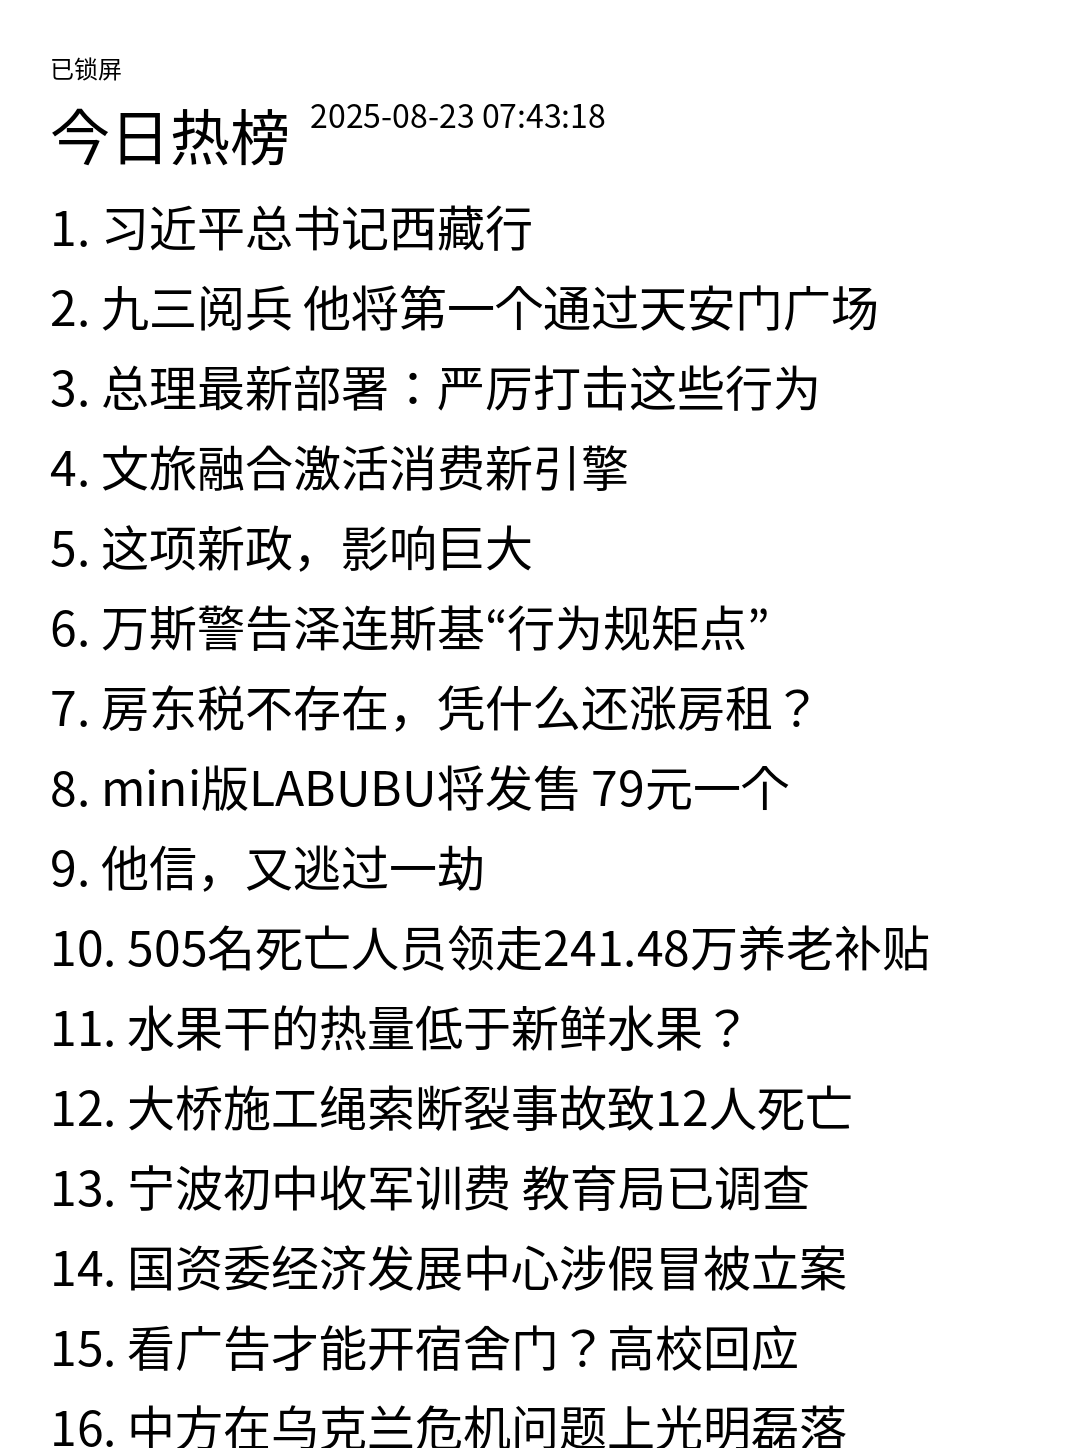 已锁屏
今日热榜 2025-08-23 07:43:18
1. 习近平总书记西藏行
2. 九三阅兵 他将第一个通过天安门广场
3. 总理最新部署：严厉打击这些行为
4. 文旅融合激活消费新引擎
5. 这项新政，影响巨大
6. 万斯警告泽连斯基“行为规矩点”
7. 房东税不存在，凭什么还涨房租？
8. mini版LABUBU将发售 79元一个
9. 他信，又逃过一劫
10. 505名死亡人员领走241.48万养老补贴
11. 水果干的热量低于新鲜水果？
12. 大桥施工绳索断裂事故致12人死亡
13. 宁波初中收军训费 教育局已调查
14. 国资委经济发展中心涉假冒被立案
15. 看广告才能开宿舍门？高校回应
16. 中方在乌克兰危机问题上光明磊落